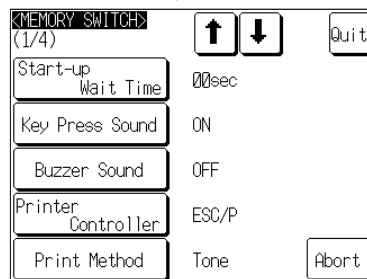 <MEMORY SWITCH>
(1/4)
↑ ↓ Quit
Start-up
Wait Time 00sec
Key Press Sound ON
Buzzer Sound OFF
Printer
Controller ESC/P
Print Method Tone Abort